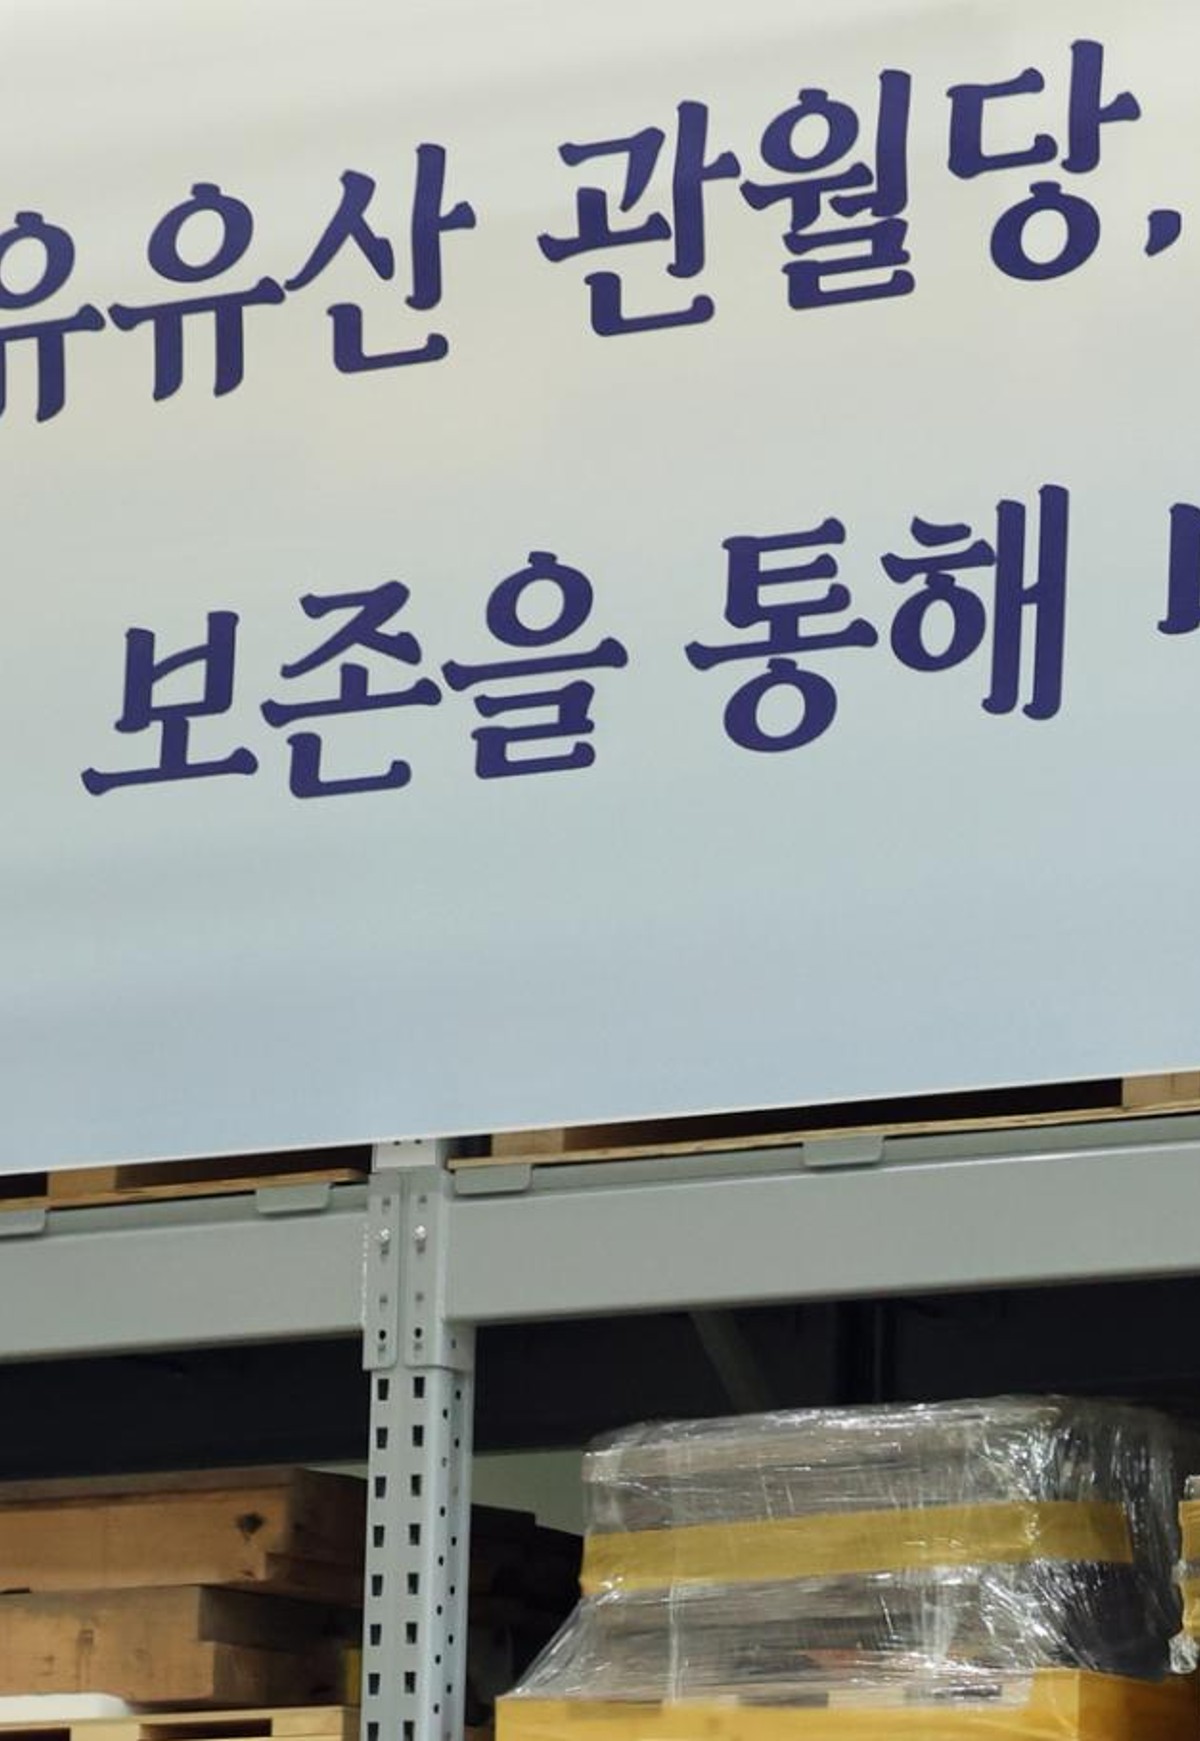 유유산 관월당,
보존을 통해